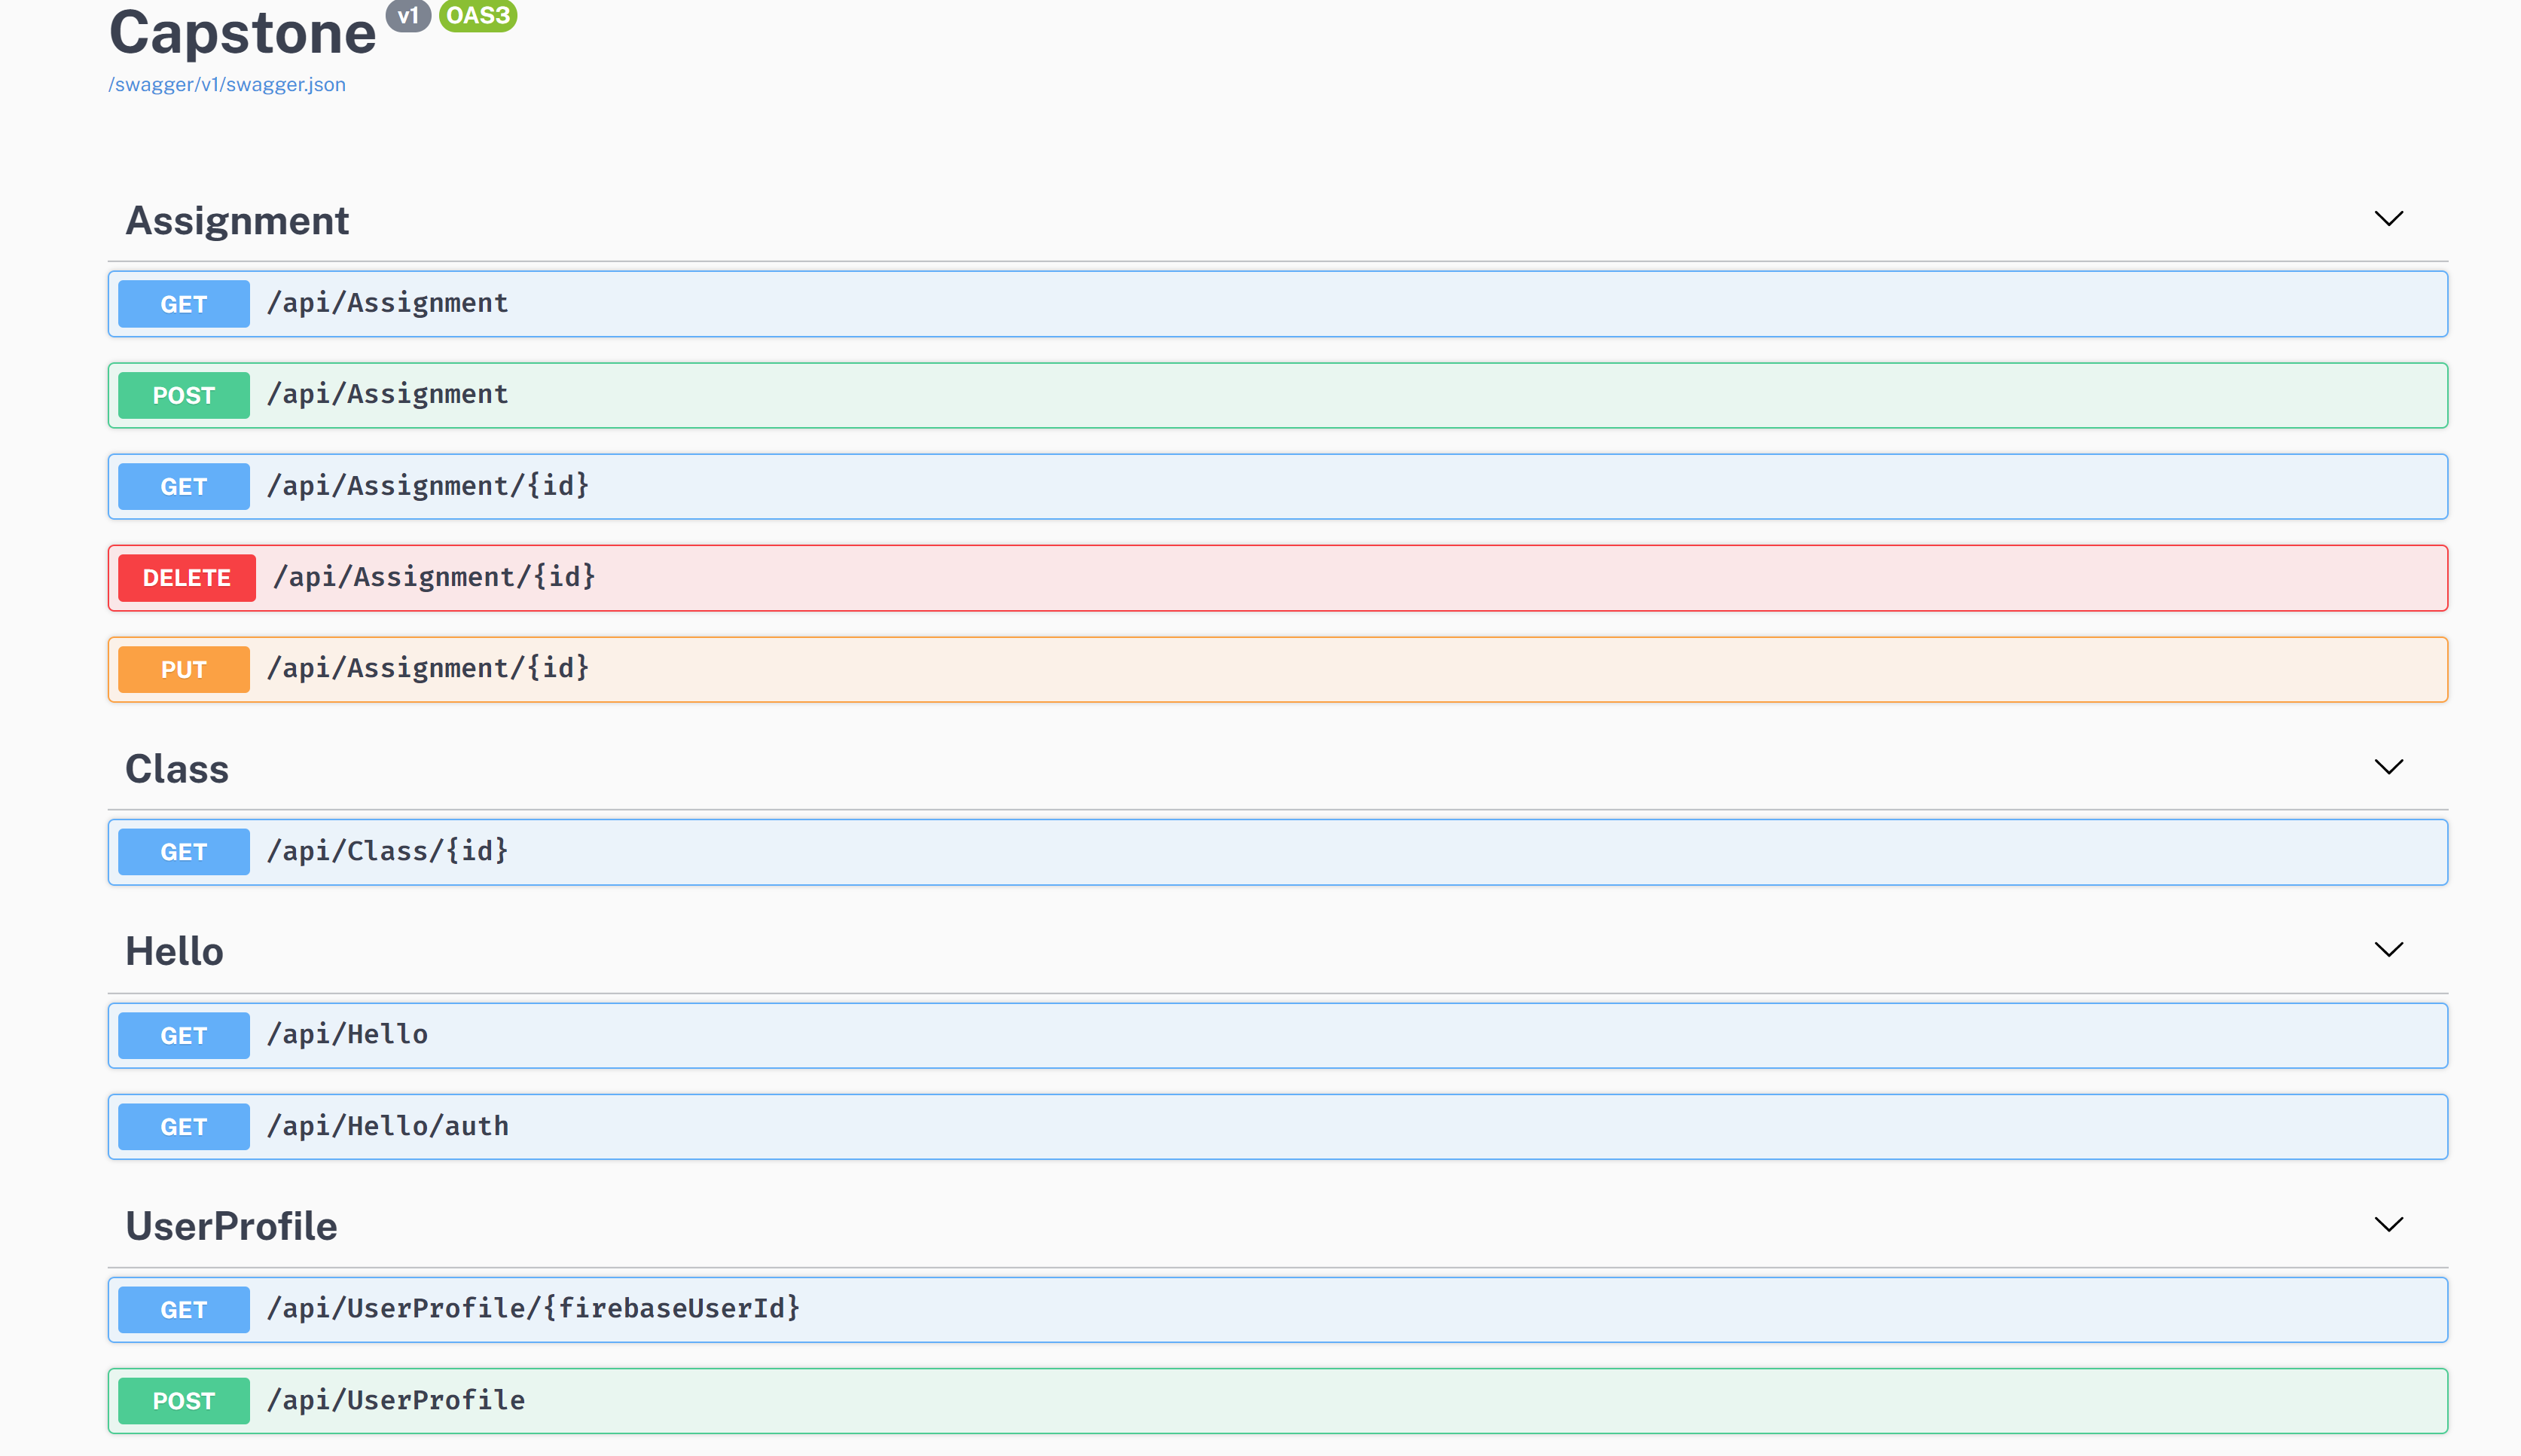 Capstone v1 OAS3
/swagger/v1/swagger.json
Assignment
GET /api/Assignment
POST /api/Assignment
GET /api/Assignment/{id}
DELETE /api/Assignment/{id}
PUT /api/Assignment/{id}
Class
GET /api/Class/{id}
Hello
GET /api/Hello
GET /api/Hello/auth
UserProfile
GET /api/UserProfile/{firebaseUserId}
POST /api/UserProfile